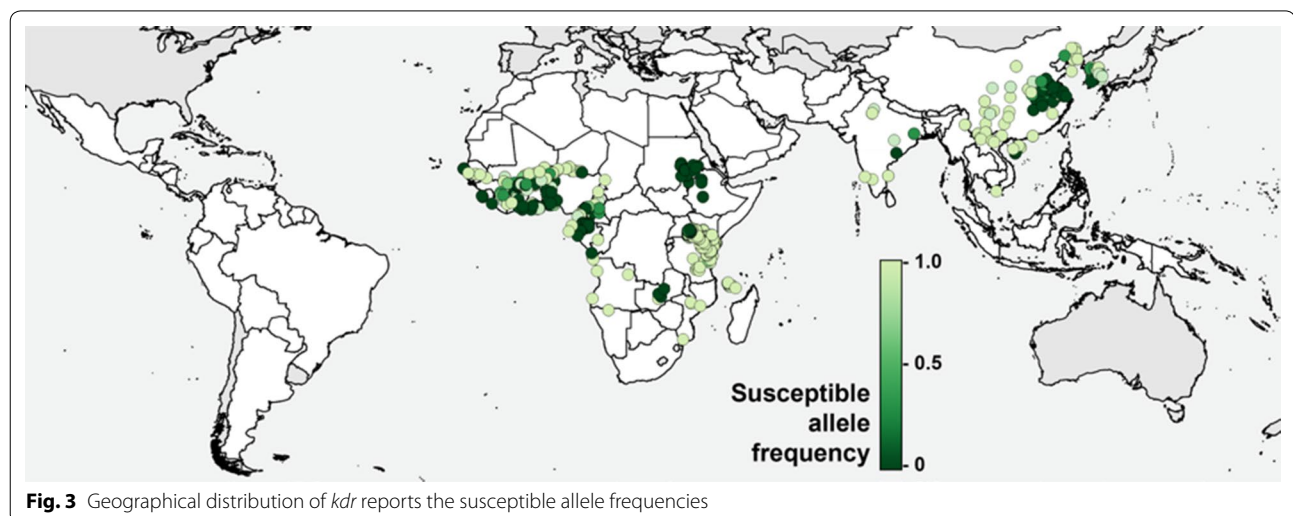 1.0
0.5
0
Susceptible
allele
frequency
Fig. 3 Geographical distribution of kdr reports the susceptible allele frequencies